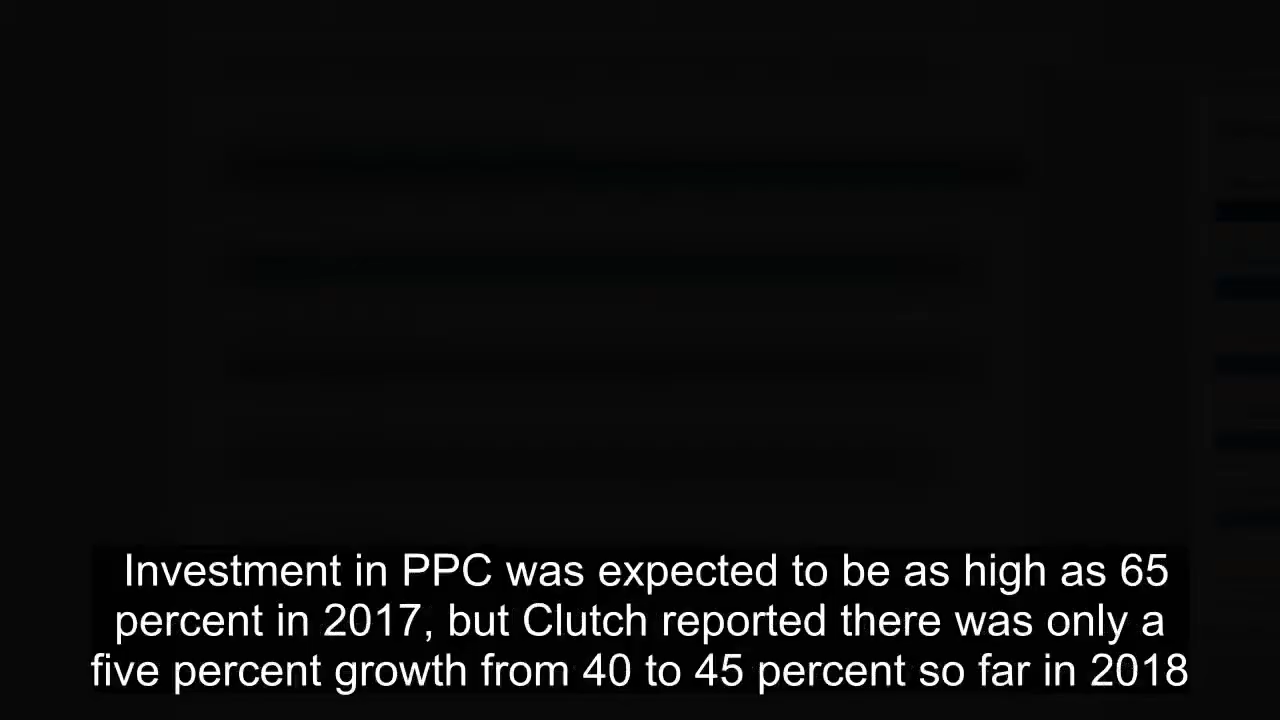 Investment in PPC was expected to be as high as 65
percent in 2017, but Clutch reported there was only a
five percent growth from 40 to 45 percent so far in 2018